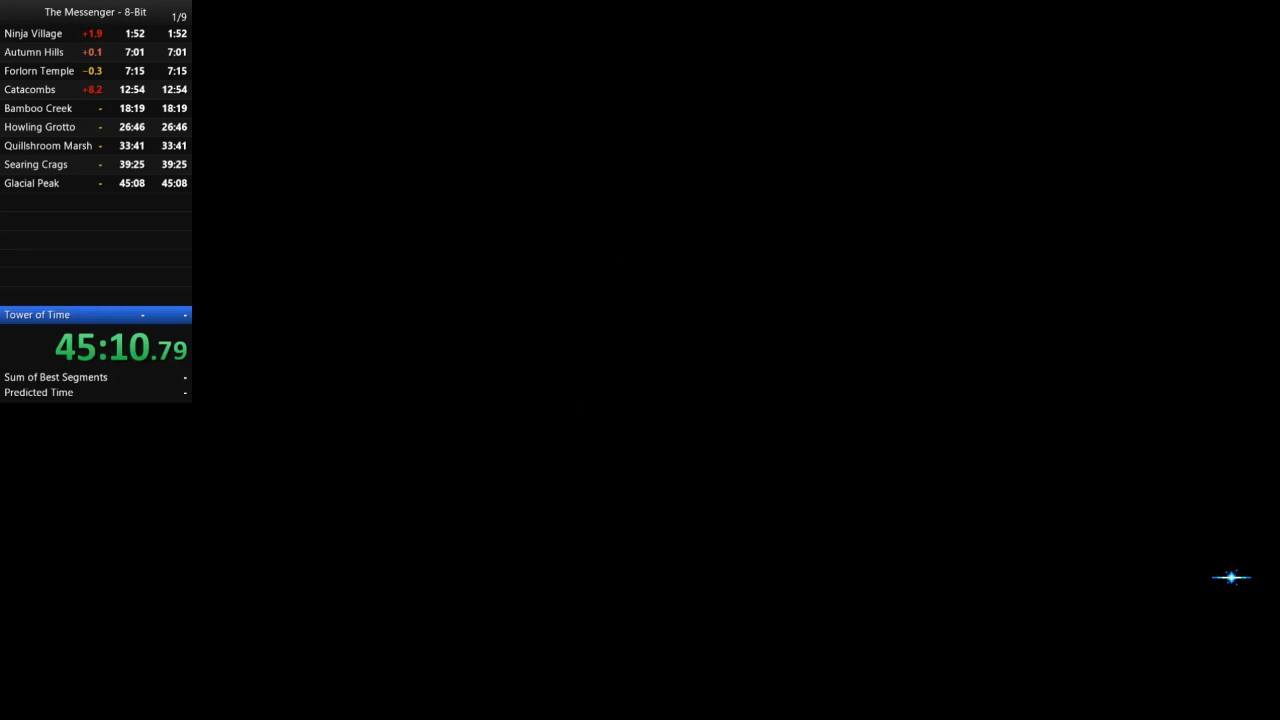 The Messenger - 8-Bit 1/9
Ninja Village +1.9 1:52 1:52
Autumn Hills +0.1 7:01 7:01
Forlorn Temple −0.3 7:15 7:15
Catacombs +8.2 12:54 12:54
Bamboo Creek - 18:19 18:19
Howling Grotto - 26:46 26:46
Quillshroom Marsh - 33:41 33:41
Searing Crags - 39:25 39:25
Glacial Peak - 45:08 45:08
Tower of Time - -
45:10.79
Sum of Best Segments -
Predicted Time -